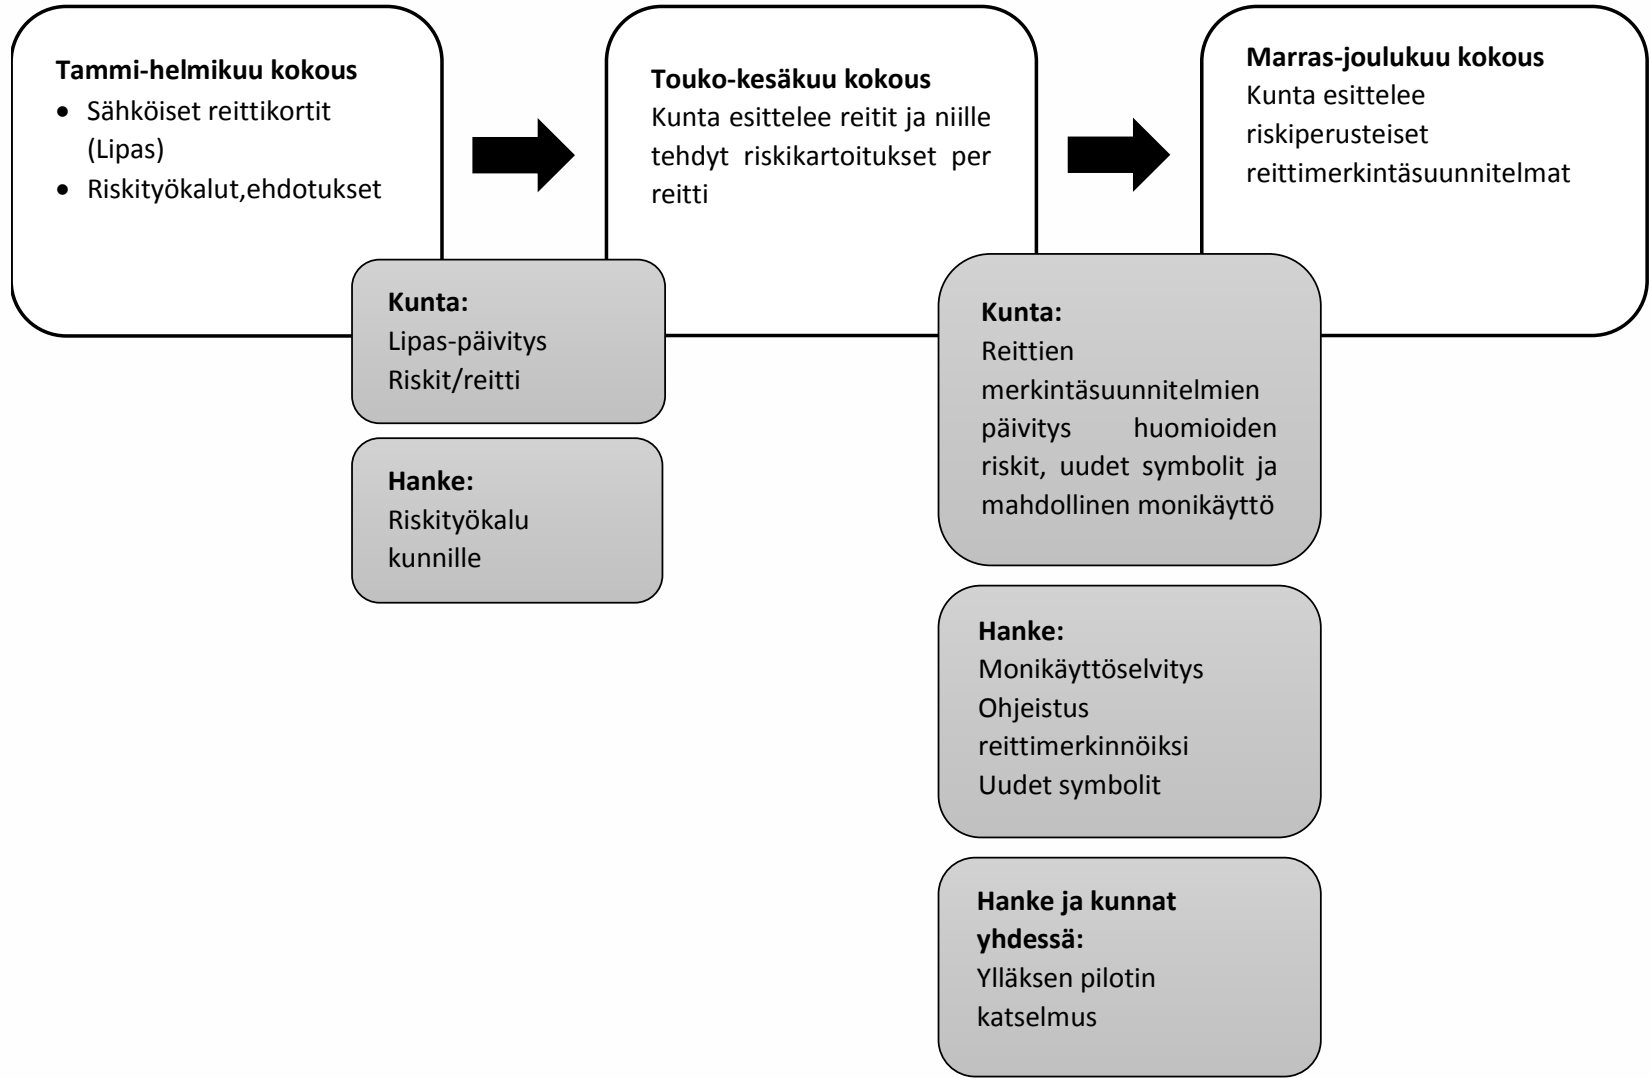 Tammi-helmikuu kokous
• Sähköiset reittikortit
(Lipas)
• Riskityökalut,ehdotukset
Touko-kesäkuu kokous
Kunta esittelee reitit ja niille
tehdyt riskikartoitukset per
reitti
Marras-joulukuu kokous
Kunta esittelee
riskiperusteiset
reittimerkintäsuunnitelmat
Kunta:
Lipas-päivitys
Riskit/reitti
Hanke:
Riskityökalu
kunnille
Kunta:
Reittien
merkintäsuunnitelmien
päivitys huomioiden
riskit, uudet symbolit ja
mahdollinen monikäyttö
Hanke:
Monikäyttöselvitys
Ohjeistus
reittimerkinnöiksi
Uudet symbolit
Hanke ja kunnat
yhdessä:
Ylläksen pilotin
katselmus